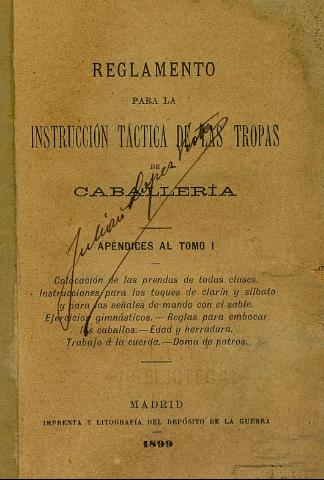 REGLAMENTO
PARA LA
INSTRUCCIÓN TÁCTICA DE LAS TROPAS
DE
CABALLERÍA
Julian Lopez
APÉNDICES AL TOMO I
Colocación de las prendas de todas clases.
Instrucciones para los toques de clarín y silbato
y para las señales de mando con el sable.
Ejercicios gimnásticos.—Reglas para embocar
los caballos.—Edad y herradura.
Trabajo á la cuerda.—Doma de potros.
MADRID
IMPRENTA Y LITOGRAFÍA DEL DEPÓSITO DE LA GUERRA
1899